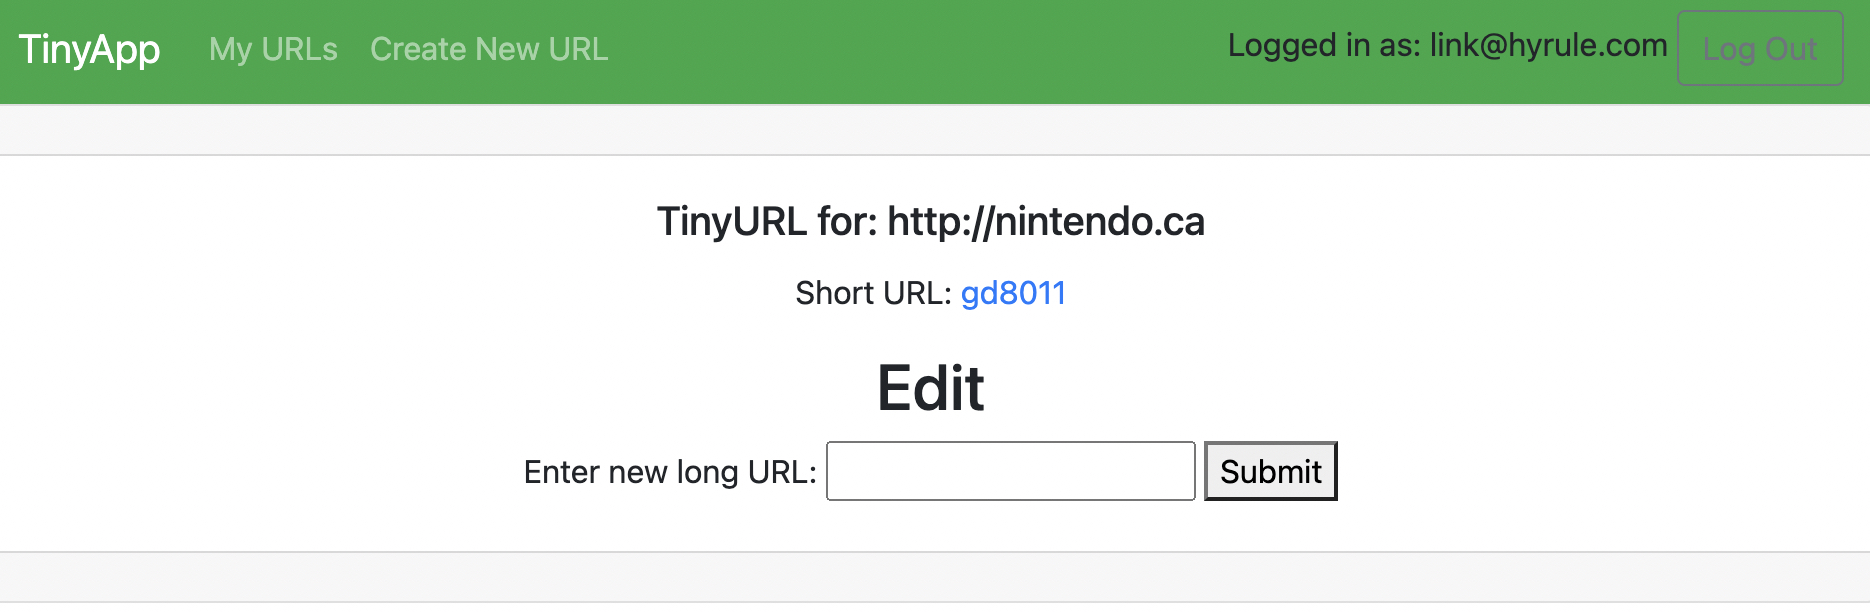 TinyApp My URLs Create New URL Logged in as: link@hyrule.com Log Out
TinyURL for: http://nintendo.ca
Short URL: gd8011
Edit
Enter new long URL: Submit